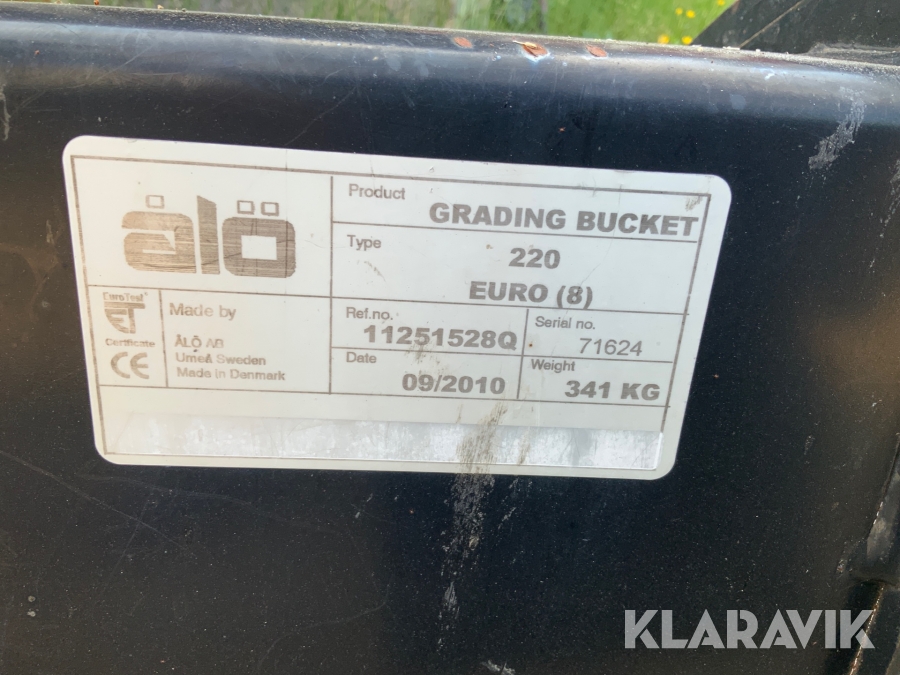 älö
Product
GRADING BUCKET
Type
220
EURO (8)
EuroTest
ET
Certificate
CE
Made by
ÅLÖ AB
Umeå Sweden
Made in Denmark
Ref.no.
11251528Q
Serial no.
71624
Date
09/2010
Weight
341 KG
KLARAVIK